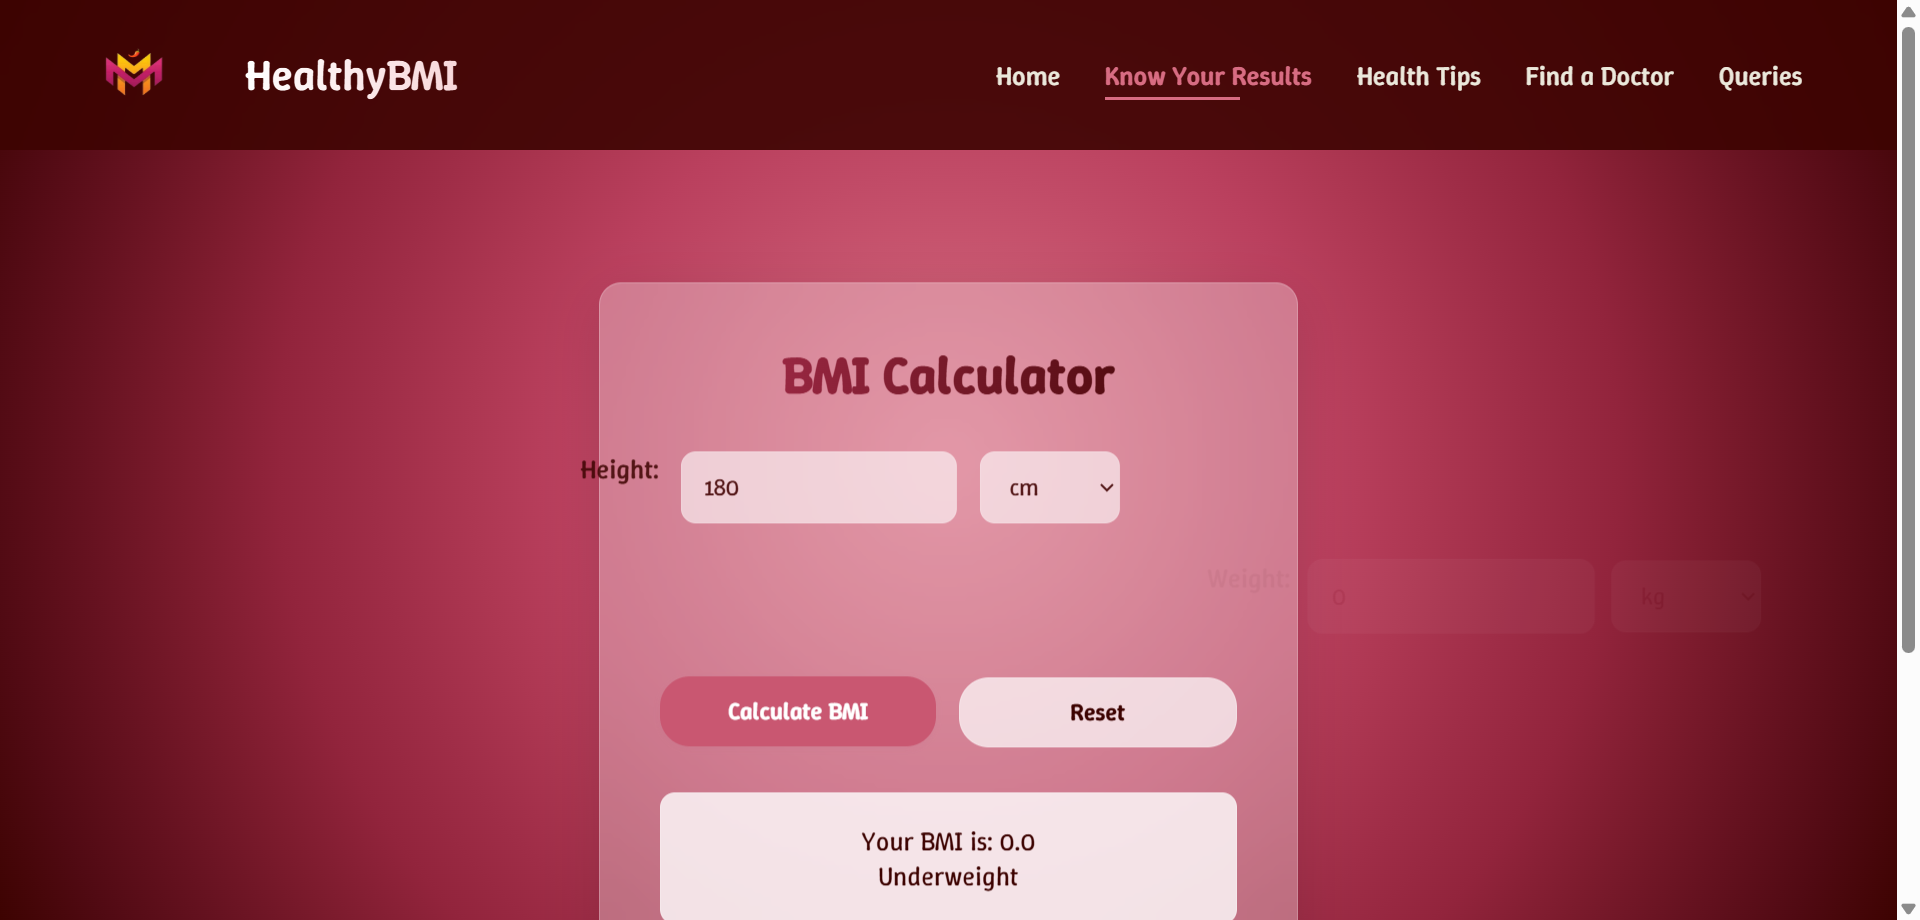 HealthyBMI
Home
Know Your Results
Health Tips
Find a Doctor
Queries
BMI Calculator
Height:
180
cm
Weight:
0
kg
Calculate BMI
Reset
Your BMI is: 0.0
Underweight